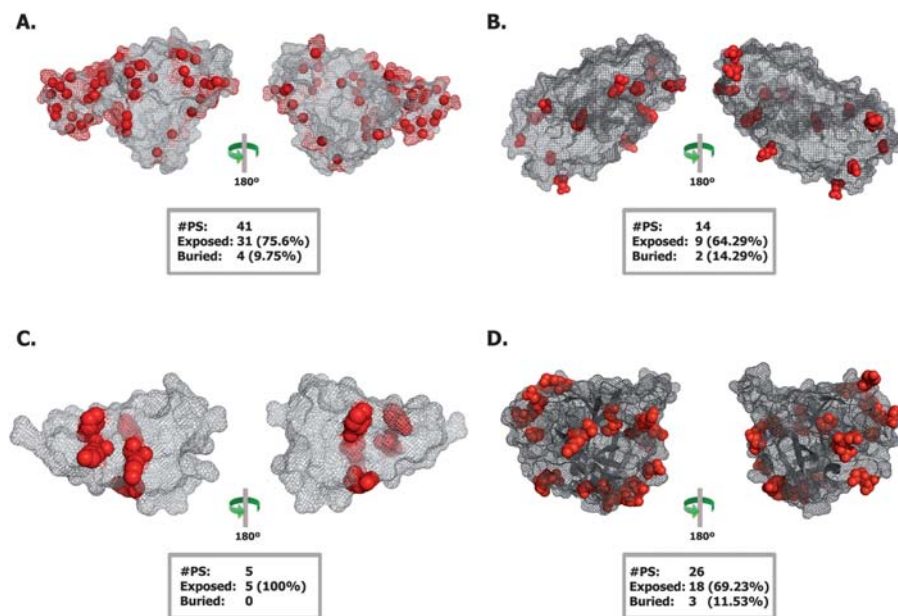 A.
B.
180º
180º
#PS: 41
Exposed: 31 (75.6%)
Buried: 4 (9.75%)
#PS: 14
Exposed: 9 (64.29%)
Buried: 2 (14.29%)
C.
D.
180º
180º
#PS: 5
Exposed: 5 (100%)
Buried: 0
#PS: 26
Exposed: 18 (69.23%)
Buried: 3 (11.53%)